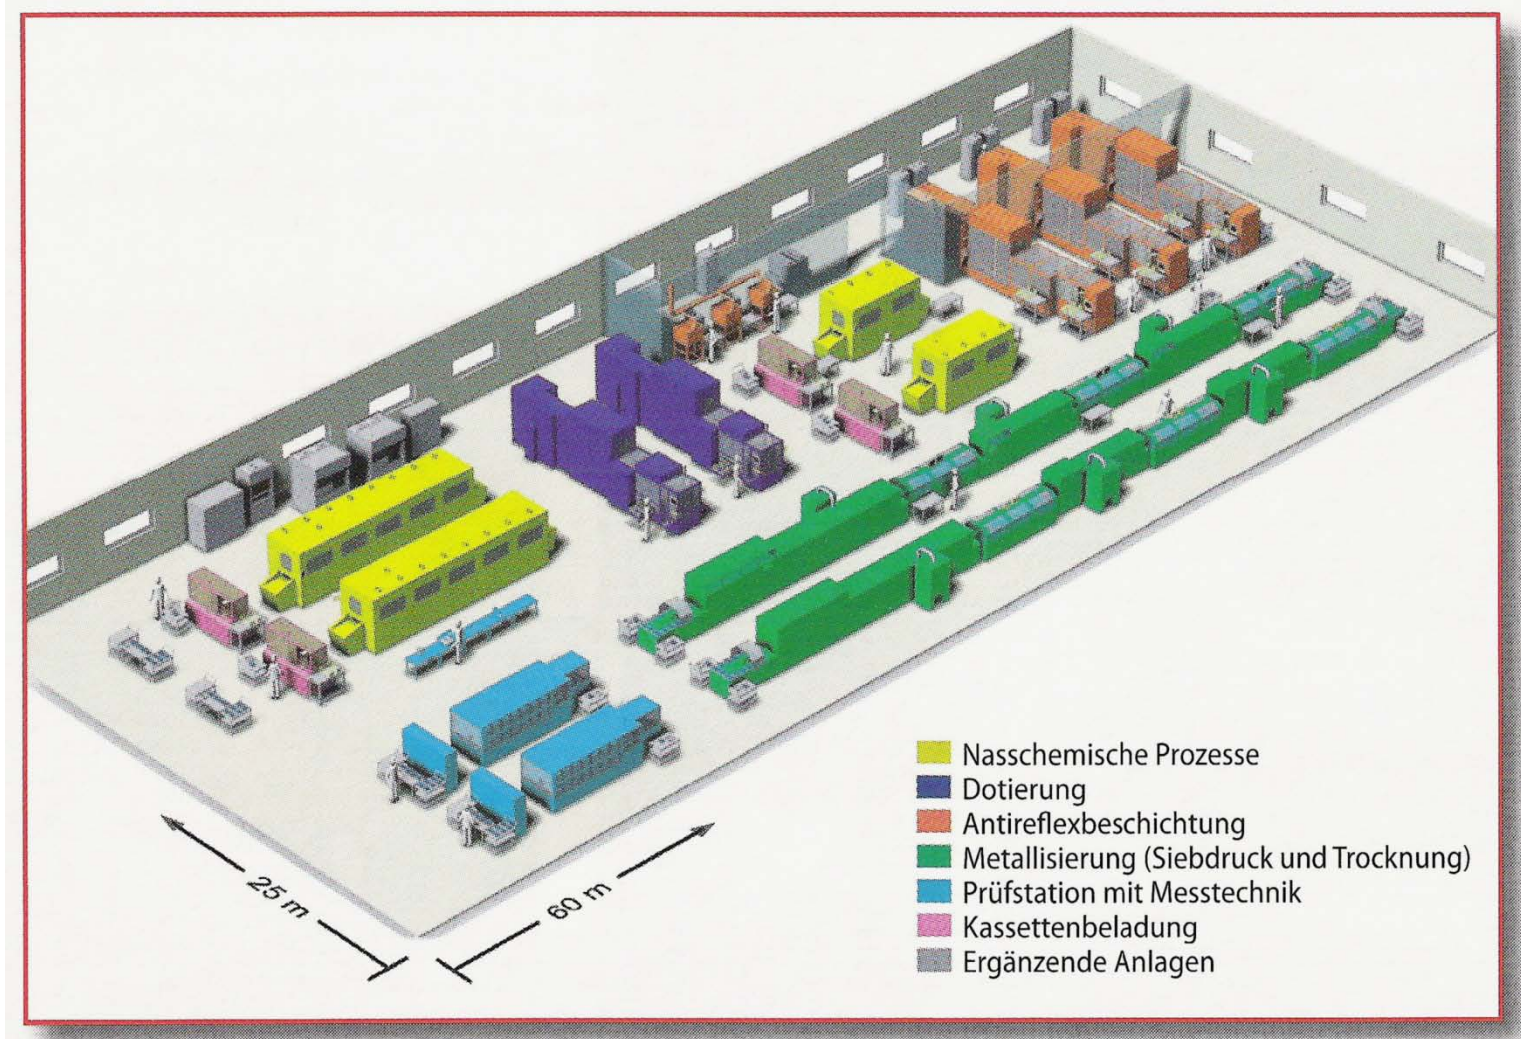 Nasschemische Prozesse
Dotierung
Antireflexbeschichtung
Metallisierung (Siebdruck und Trocknung)
Prüfstation mit Messtechnik
Kassettenbeladung
Ergänzende Anlagen
25 m
60 m